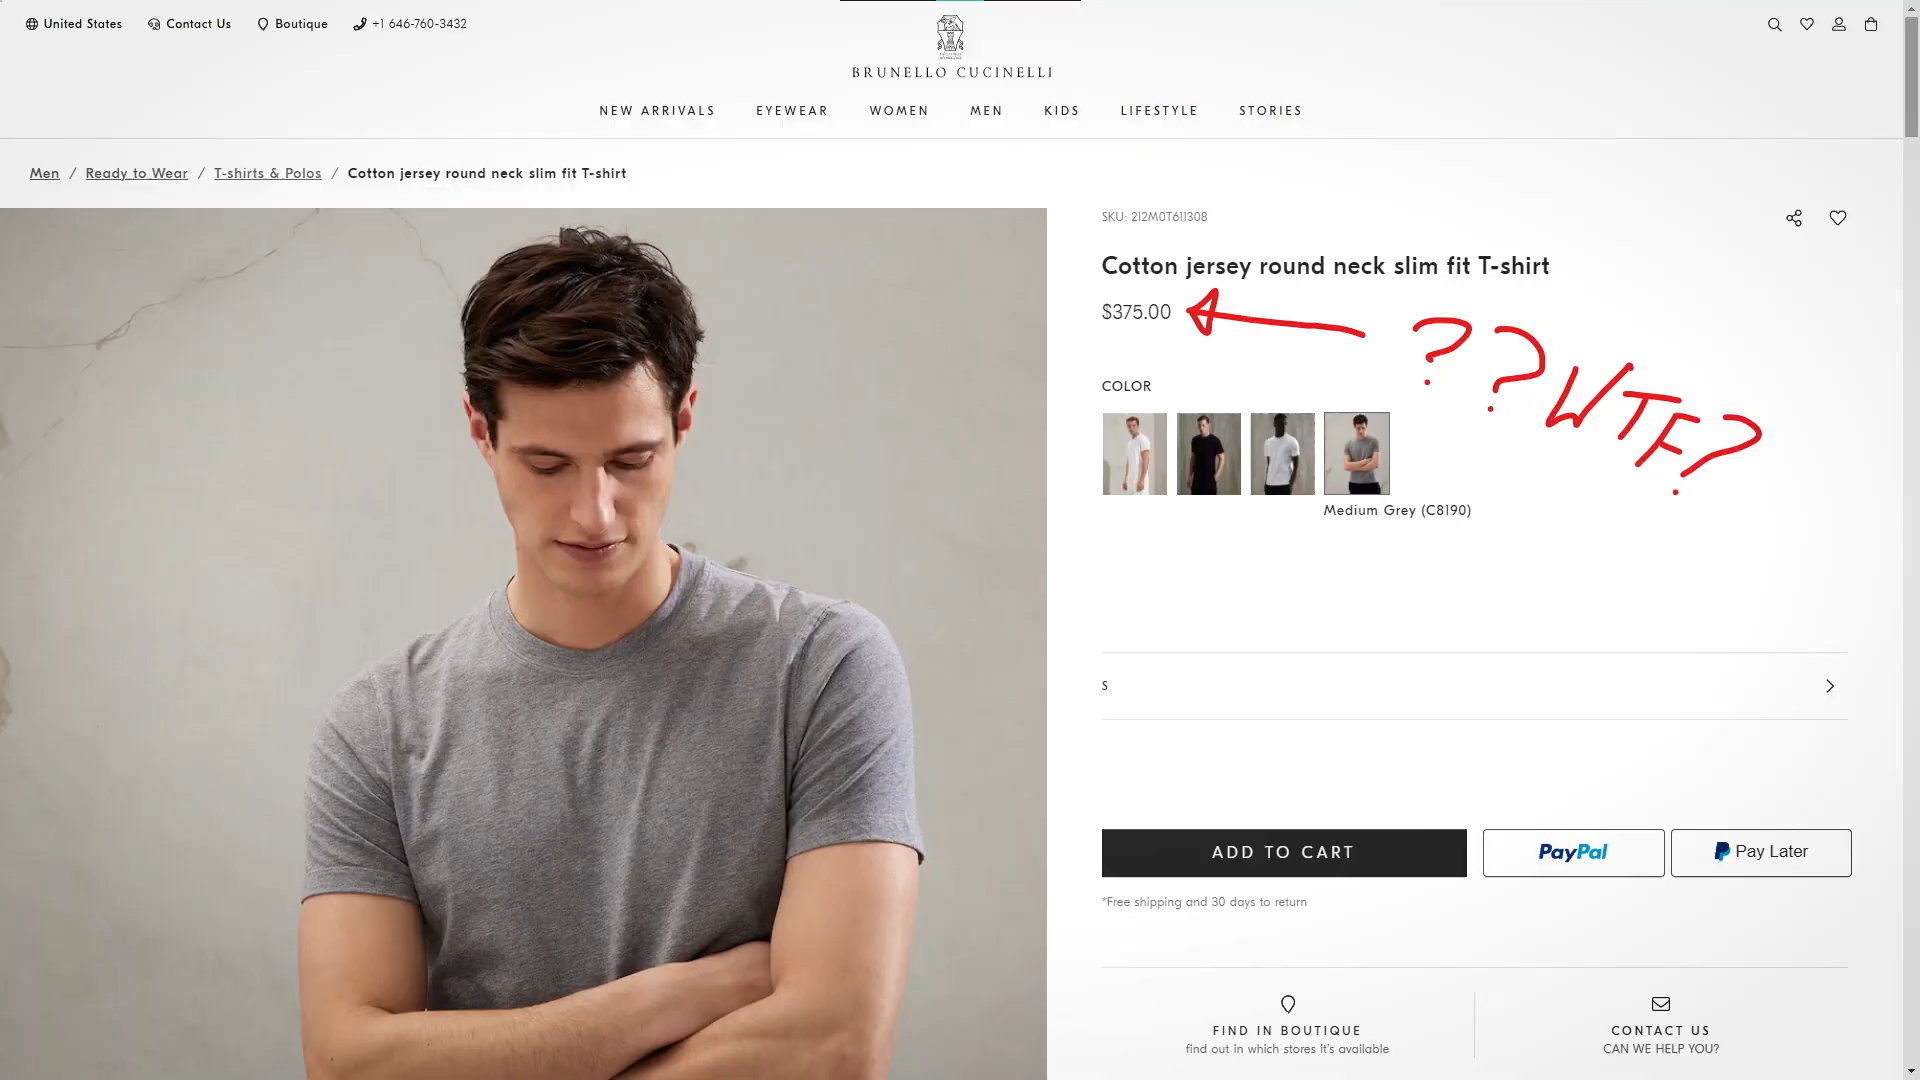 United States Contact Us Boutique +1 646-760-3432
BRUNELLO CUCINELLI
NEW ARRIVALS EYEWEAR WOMEN MEN KIDS LIFESTYLE STORIES
Men / Ready to Wear / T-shirts & Polos / Cotton jersey round neck slim fit T-shirt
SKU: 212M0T611308
Cotton jersey round neck slim fit T-shirt
$375.00
??WTF?
COLOR
Medium Grey (C8190)
S
ADD TO CART
PayPal
Pay Later
*Free shipping and 30 days to return
FIND IN BOUTIQUE
find out in which stores it's available
CONTACT US
CAN WE HELP YOU?